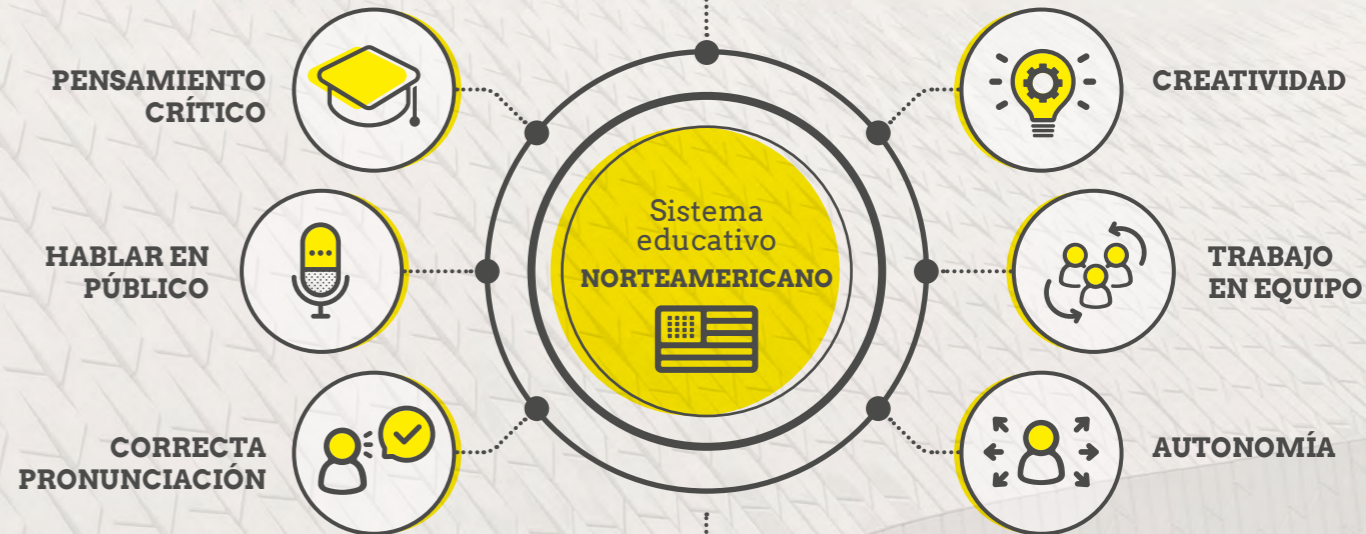 PENSAMIENTO
CRÍTICO
CREATIVIDAD
Sistema
educativo
NORTEAMERICANO
HABLAR EN
PÚBLICO
TRABAJO
EN EQUIPO
CORRECTA
PRONUNCIACIÓN
AUTONOMÍA